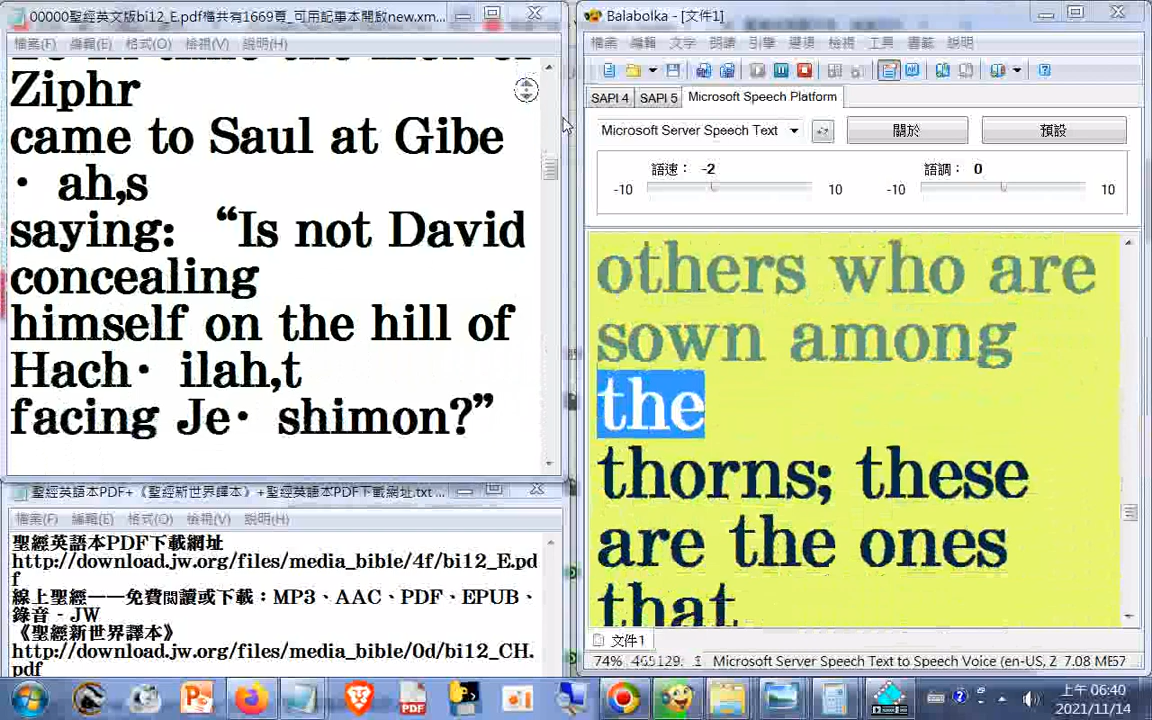 00000聖經英文版bi12_E.pdf檔共有1669頁_可用記事本開啟new.xm...
檔案(F) 編輯(E) 格式(O) 檢視(V) 說明(H)
Ziphr
came to Saul at Gibe
· ah,s
saying: “Is not David
concealing
himself on the hill of
Hach· ilah,t
facing Je· shimon?”
聖經英語本PDF+《聖經新世界譯本》+聖經英語本PDF下載網址.txt ...
檔案(F) 編輯(E) 格式(O) 檢視(V) 說明(H)
聖經英語本PDF下載網址
http://download.jw.org/files/media_bible/4f/bi12_E.pd
f
線上聖經——免費閱讀或下載：MP3、AAC、PDF、EPUB、
錄音 - JW
《聖經新世界譯本》
http://download.jw.org/files/media_bible/0d/bi12_CH.
pdf
Balabolka - [文件1]
檔案 編輯 文字 朗讀 引擎 選項 檢視 工具 書籤 說明
SAPI 4 SAPI 5 Microsoft Speech Platform
Microsoft Server Speech Text 關於 預設
語速： -2 語調： 0
-10 10 -10 10
others who are
sown among
the
thorns; these
are the ones
that
文件1
74% 465129: 1 Microsoft Server Speech Text to Speech Voice (en-US, Z 7.08 ME57
上午 06:40
2021/11/14